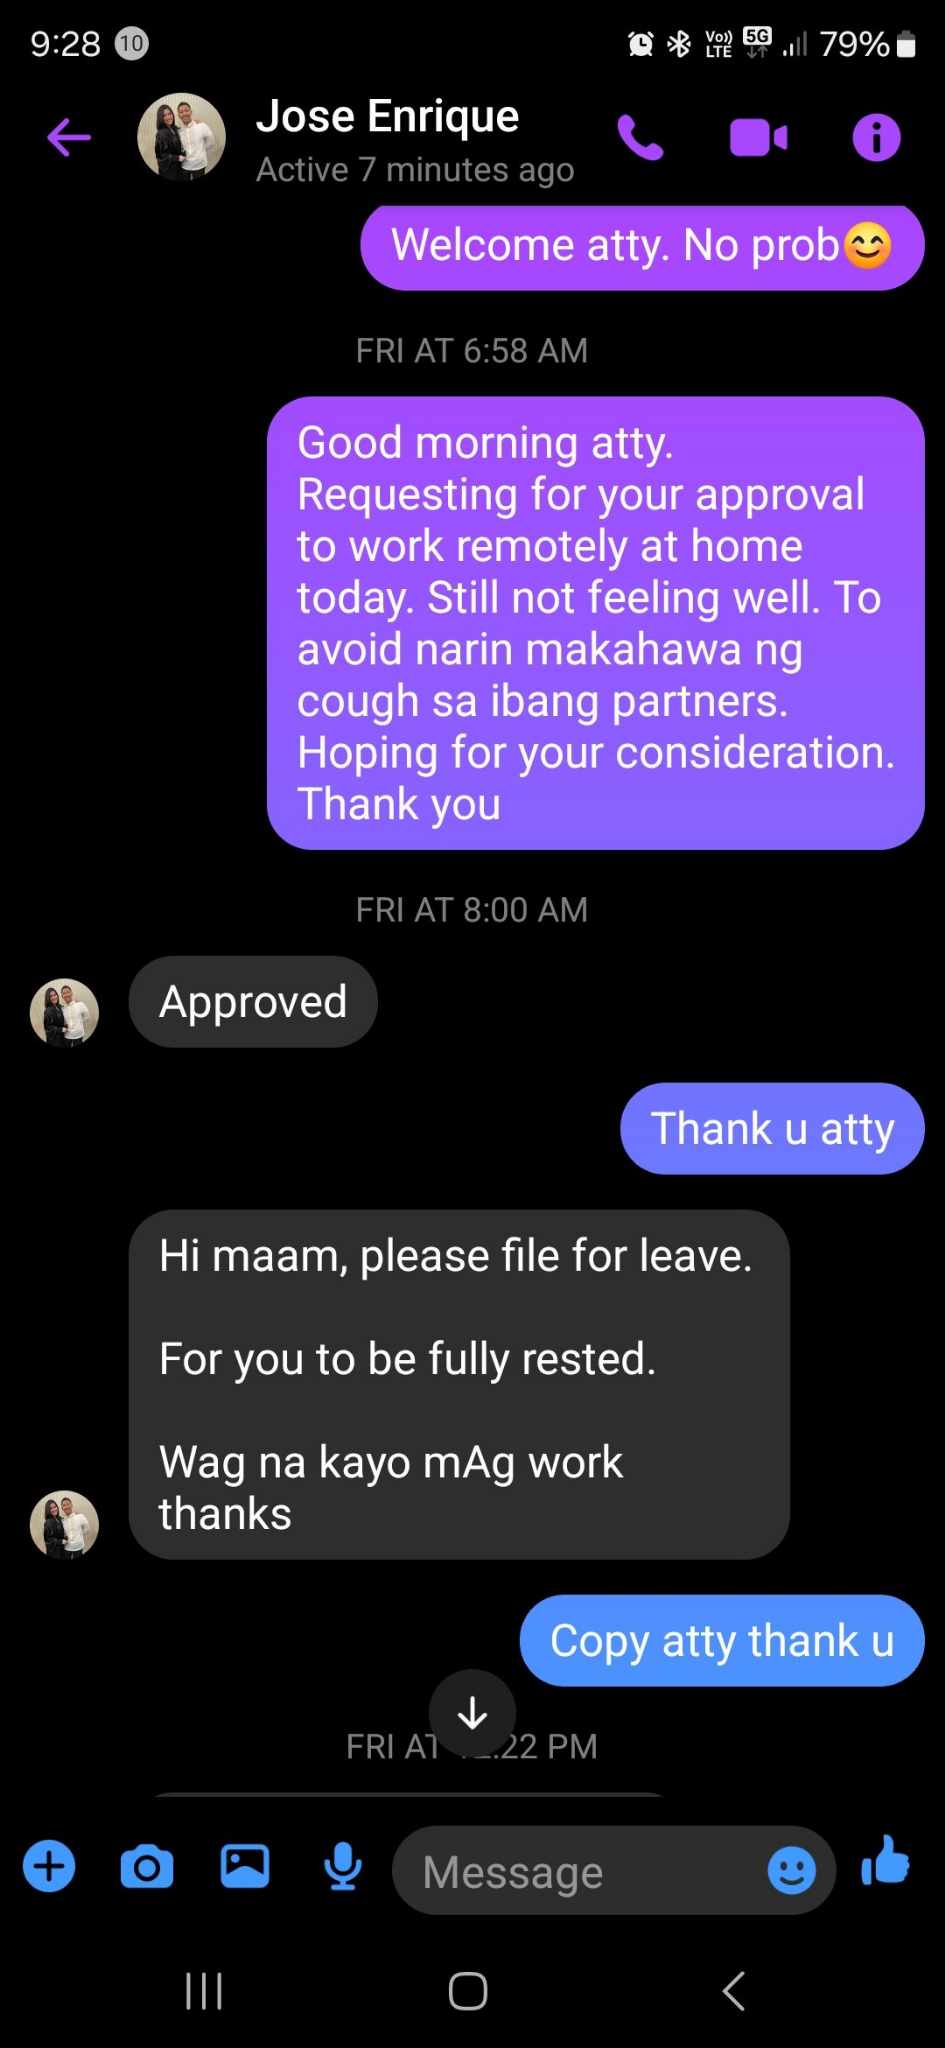 9:28 10 Vo)) LTE 5G 79%
Jose Enrique
Active 7 minutes ago
Welcome atty. No prob😊
FRI AT 6:58 AM
Good morning atty.
Requesting for your approval
to work remotely at home
today. Still not feeling well. To
avoid narin makahawa ng
cough sa ibang partners.
Hoping for your consideration.
Thank you
FRI AT 8:00 AM
Approved
Thank u atty
Hi maam, please file for leave.
For you to be fully rested.
Wag na kayo mAg work
thanks
Copy atty thank u
FRI AT :22 PM
Message